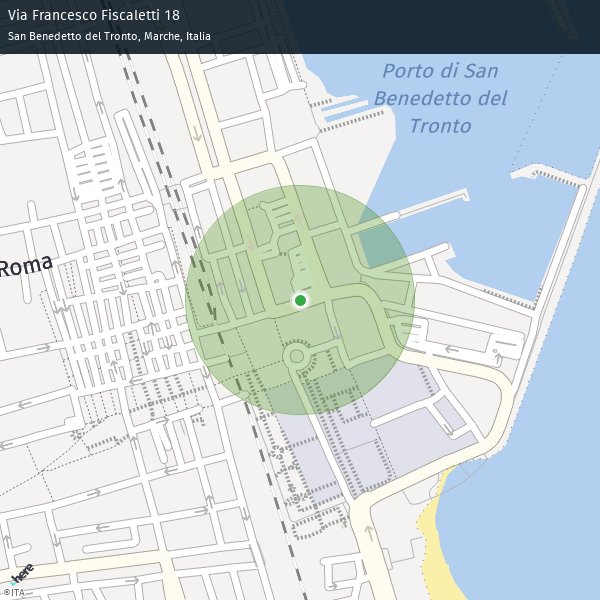 Via Francesco Fiscaletti 18
San Benedetto del Tronto, Marche, Italia
Porto di San
Benedetto del
Tronto
Roma
here
©ITA